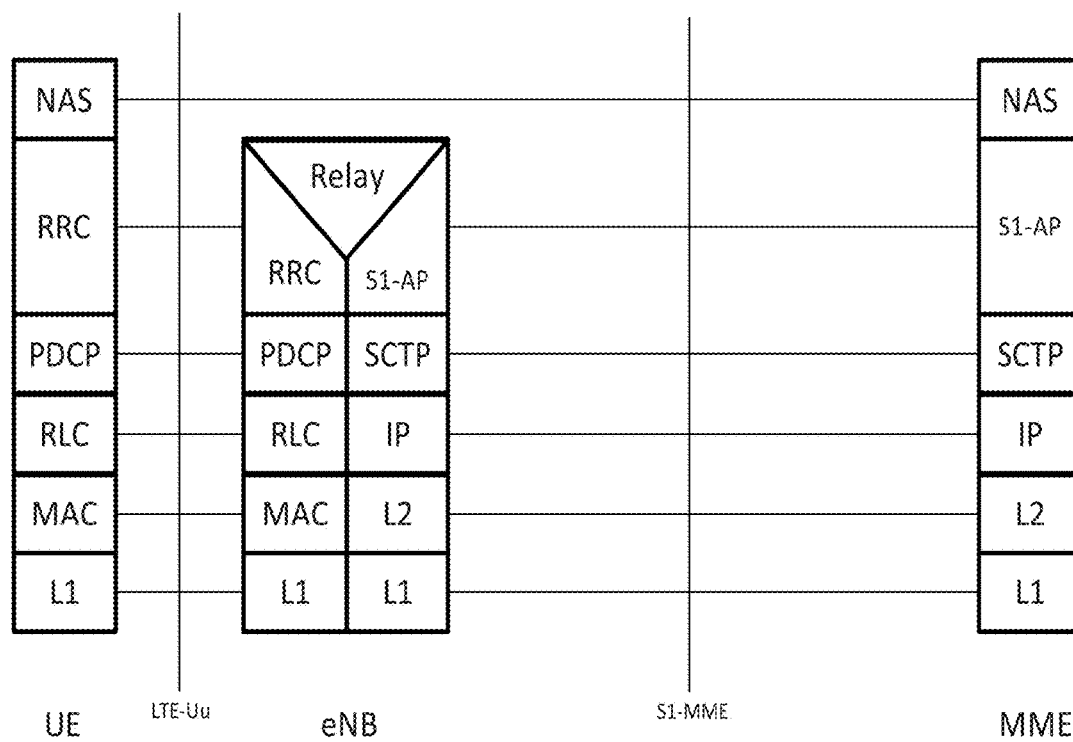 NAS NAS
Relay
RRC S1-AP
RRC S1-AP
PDCP PDCP SCTP SCTP
RLC RLC IP IP
MAC MAC L2 L2
L1 L1 L1 L1
LTE-Uu S1-MME
UE eNB MME